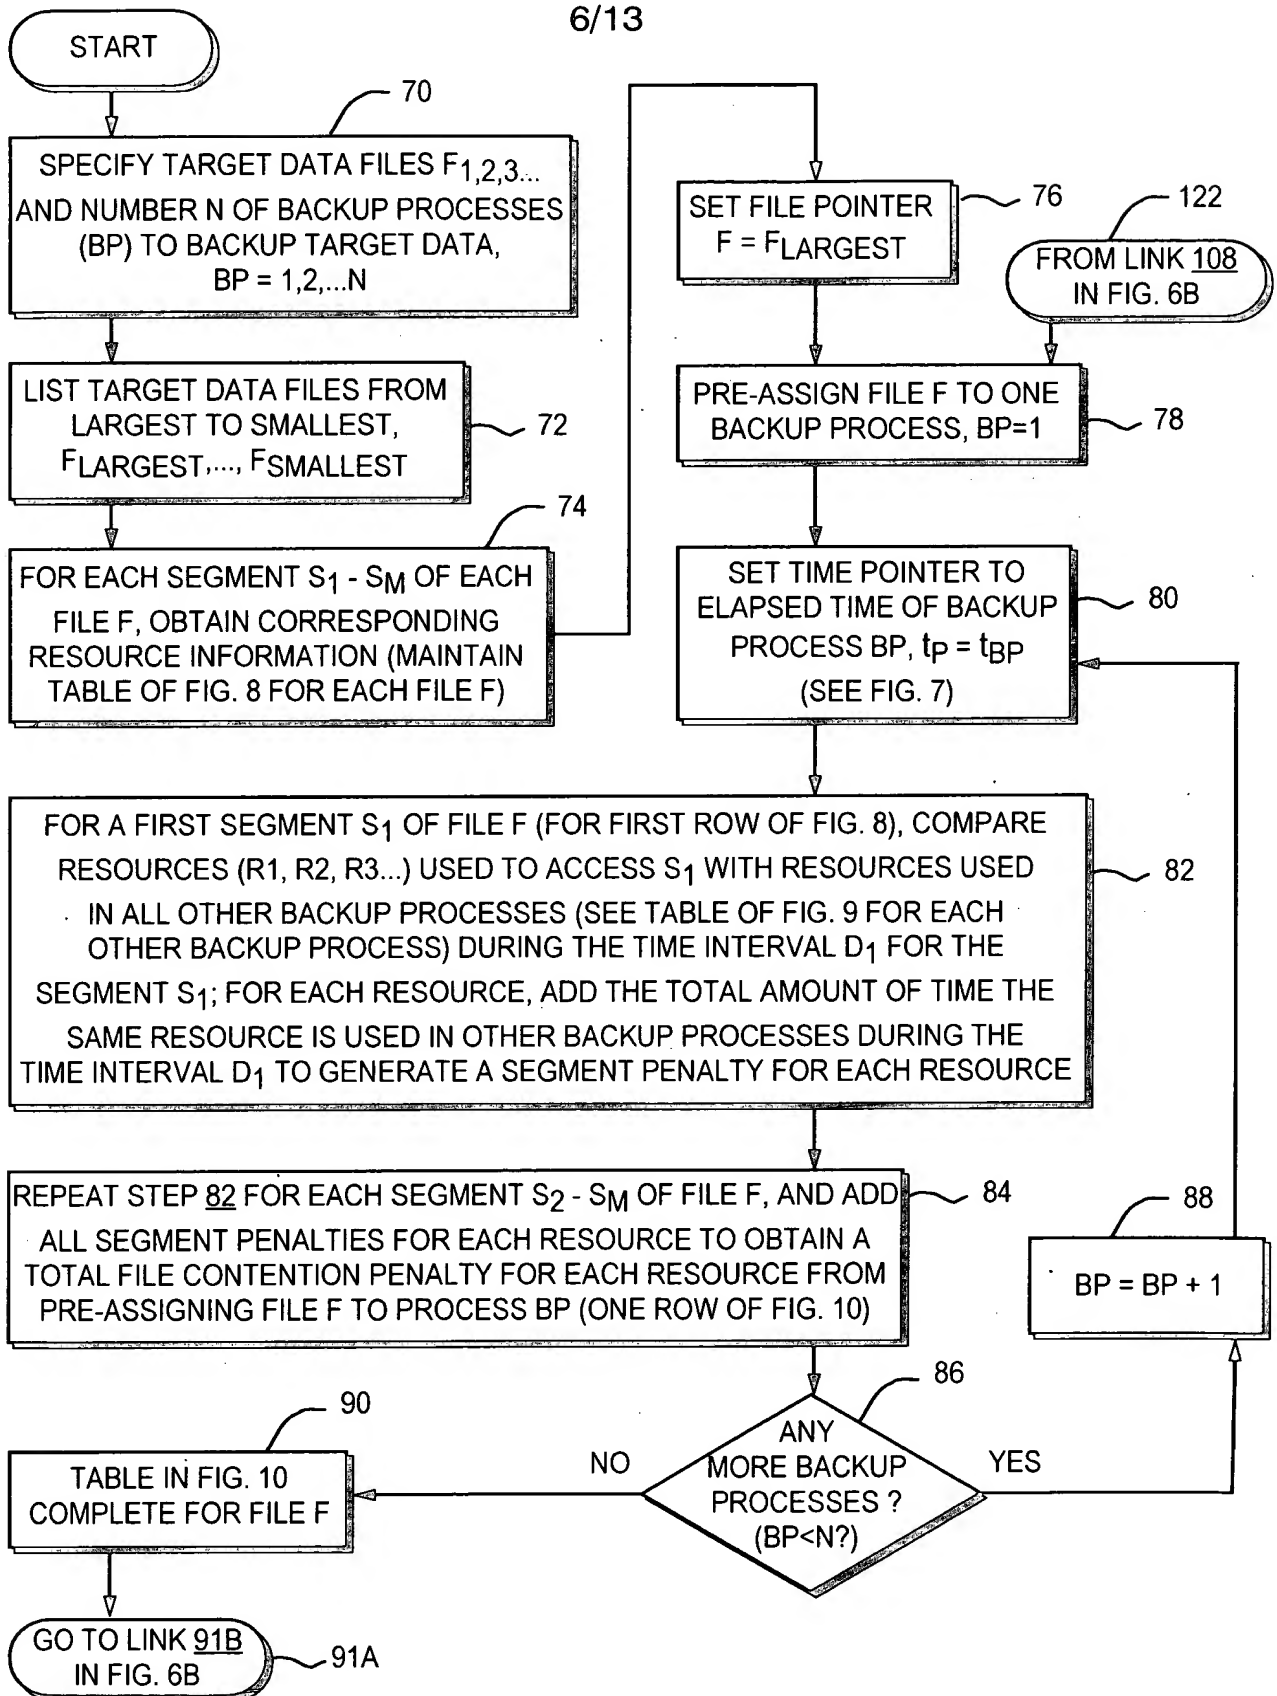 6/13
START
70
SPECIFY TARGET DATA FILES F1,2,3...
AND NUMBER N OF BACKUP PROCESSES
(BP) TO BACKUP TARGET DATA,
BP = 1,2,...N
LIST TARGET DATA FILES FROM
LARGEST TO SMALLEST,
FLARGEST,..., FSMALLEST
72
74
FOR EACH SEGMENT S1 - SM OF EACH
FILE F, OBTAIN CORRESPONDING
RESOURCE INFORMATION (MAINTAIN
TABLE OF FIG. 8 FOR EACH FILE F)
SET FILE POINTER
F = FLARGEST
76
122
FROM LINK 108
IN FIG. 6B
PRE-ASSIGN FILE F TO ONE
BACKUP PROCESS, BP=1
78
SET TIME POINTER TO
ELAPSED TIME OF BACKUP
PROCESS BP, tP = tBP
(SEE FIG. 7)
80
FOR A FIRST SEGMENT S1 OF FILE F (FOR FIRST ROW OF FIG. 8), COMPARE
RESOURCES (R1, R2, R3...) USED TO ACCESS S1 WITH RESOURCES USED
IN ALL OTHER BACKUP PROCESSES (SEE TABLE OF FIG. 9 FOR EACH
OTHER BACKUP PROCESS) DURING THE TIME INTERVAL D1 FOR THE
SEGMENT S1; FOR EACH RESOURCE, ADD THE TOTAL AMOUNT OF TIME THE
SAME RESOURCE IS USED IN OTHER BACKUP PROCESSES DURING THE
TIME INTERVAL D1 TO GENERATE A SEGMENT PENALTY FOR EACH RESOURCE
82
REPEAT STEP 82 FOR EACH SEGMENT S2 - SM OF FILE F, AND ADD
ALL SEGMENT PENALTIES FOR EACH RESOURCE TO OBTAIN A
TOTAL FILE CONTENTION PENALTY FOR EACH RESOURCE FROM
PRE-ASSIGNING FILE F TO PROCESS BP (ONE ROW OF FIG. 10)
84
88
BP = BP + 1
86
ANY
MORE BACKUP
PROCESSES ?
(BP<N?)
NO
YES
90
TABLE IN FIG. 10
COMPLETE FOR FILE F
GO TO LINK 91B
IN FIG. 6B
91A